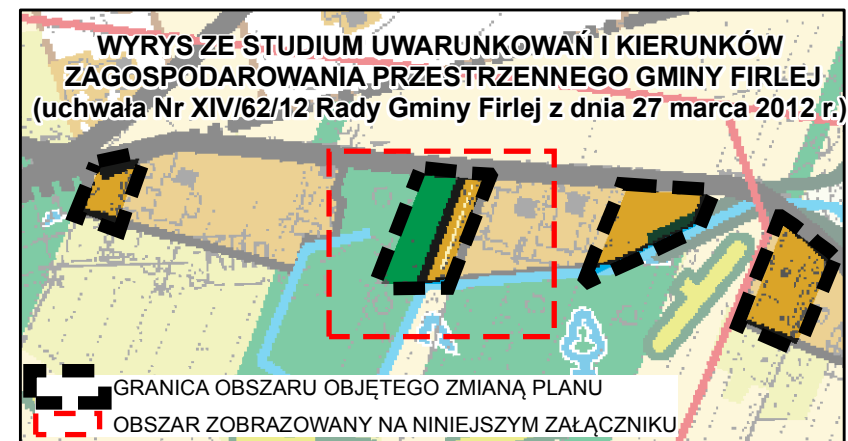 WYRYS ZE STUDIUM UWARUNKOWAŃ I KIERUNKÓW
ZAGOSPODAROWANIA PRZESTRZENNEGO GMINY FIRLEJ
(uchwała Nr XIV/62/12 Rady Gminy Firlej z dnia 27 marca 2012 r.)
GRANICA OBSZARU OBJĘTEGO ZMIANĄ PLANU
OBSZAR ZOBRAZOWANY NA NINIEJSZYM ZAŁĄCZNIKU